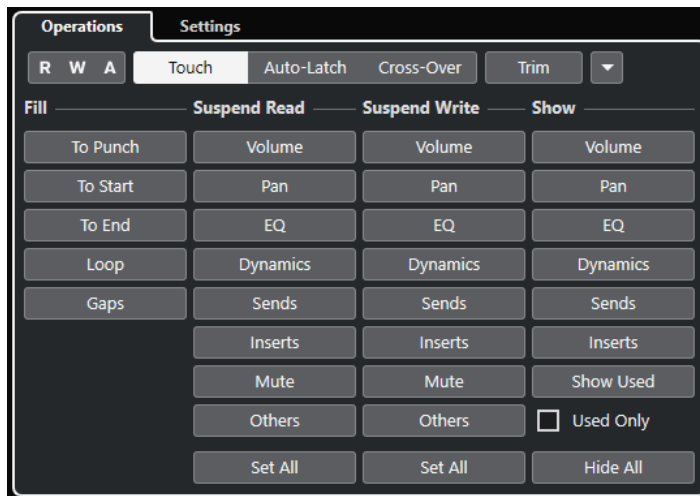 Operations Settings
R W A Touch Auto-Latch Cross-Over Trim
Fill Suspend Read Suspend Write Show
To Punch Volume Volume Volume
To Start Pan Pan Pan
To End EQ EQ EQ
Loop Dynamics Dynamics Dynamics
Gaps Sends Sends Sends
Inserts Inserts Inserts
Mute Mute Show Used
Others Others Used Only
Set All Set All Hide All